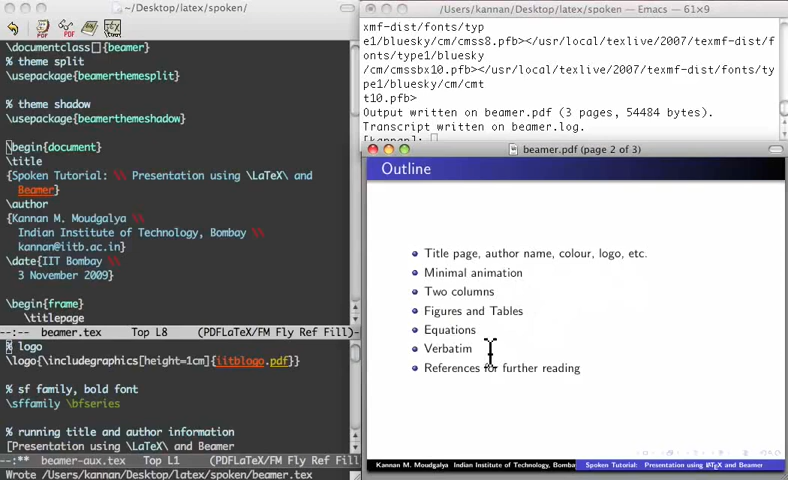 ~/Desktop/latex/spoken/
\documentclass[]{beamer}
% theme split
\usepackage{beamerthemesplit}
% theme shadow
\usepackage{beamerthemeshadow}
\begin{document}
\title
{Spoken Tutorial: \\ Presentation using \LaTeX\ and
Beamer}
\author
{Kannan M. Moudgalya \\
Indian Institute of Technology, Bombay \\
kannan@iitb.ac.in}
\date{IIT Bombay \\
3 November 2009}
\begin{frame}
\titlepage
--:-- beamer.tex Top L8 (PDFLaTeX/FM Fly Ref Fill)-
% logo
\logo{\includegraphics[height=1cm]{iitblogo.pdf}}
% sf family, bold font
\sffamily \bfseries
% running title and author information
[Presentation using \LaTeX\ and Beamer
--:** beamer-aux.tex Top L1 (PDFLaTeX/FM Fly Ref Fill)
Wrote /Users/kannan/Desktop/latex/spoken/beamer.tex
/Users/kannan/Desktop/latex/spoken — Emacs — 61×9
xmf-dist/fonts/typ
e1/bluesky/cm/cmss8.pfb></usr/local/texlive/2007/texmf-dist/f
onts/type1/bluesky
/cm/cmssbx10.pfb></usr/local/texlive/2007/texmf-dist/fonts/ty
pe1/bluesky/cm/cmt
t10.pfb>
Output written on beamer.pdf (3 pages, 54484 bytes).
Transcript written on beamer.log.
[kannan]:
beamer.pdf (page 2 of 3)
Outline
Title page, author name, colour, logo, etc.
Minimal animation
Two columns
Figures and Tables
Equations
Verbatim
References for further reading
Kannan M. Moudgalya Indian Institute of Technology, Bomba
Spoken Tutorial: Presentation using LaTeX and Beamer